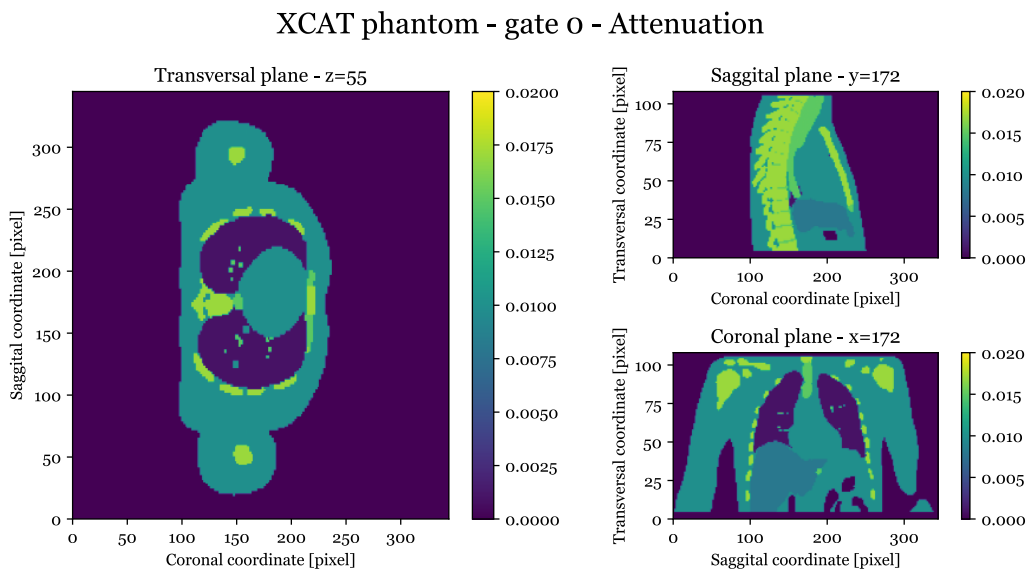 XCAT phantom - gate 0 - Attenuation
Transversal plane - z=55
Saggital coordinate [pixel]
300
250
200
150
100
50
0
0 50 100 150 200 250 300
Coronal coordinate [pixel]
0.0200
0.0175
0.0150
0.0125
0.0100
0.0075
0.0050
0.0025
0.0000
Saggital plane - y=172
Transversal coordinate [pixel]
100
75
50
25
0
0 100 200 300
Coronal coordinate [pixel]
0.020
0.015
0.010
0.005
0.000
Coronal plane - x=172
Transversal coordinate [pixel]
100
75
50
25
0
0 100 200 300
Saggital coordinate [pixel]
0.020
0.015
0.010
0.005
0.000